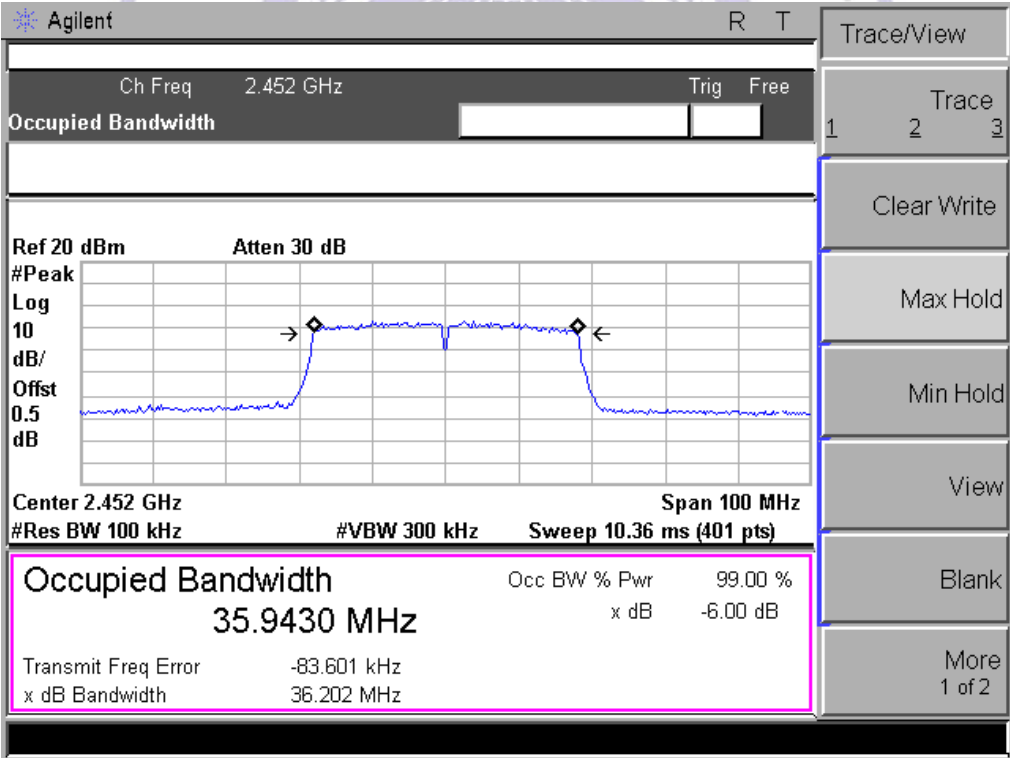 Agilent R T
Trace/View
Ch Freq 2.452 GHz Trig Free
Occupied Bandwidth
Trace
1 2 3
Clear Write
Ref 20 dBm Atten 30 dB
#Peak
Log
10
dB/
Offst
0.5
dB
Max Hold
Min Hold
Center 2.452 GHz Span 100 MHz
#Res BW 100 kHz #VBW 300 kHz Sweep 10.36 ms (401 pts)
View
Occupied Bandwidth Occ BW % Pwr 99.00 %
35.9430 MHz x dB -6.00 dB
Transmit Freq Error -83.601 kHz
x dB Bandwidth 36.202 MHz
Blank
More
1 of 2